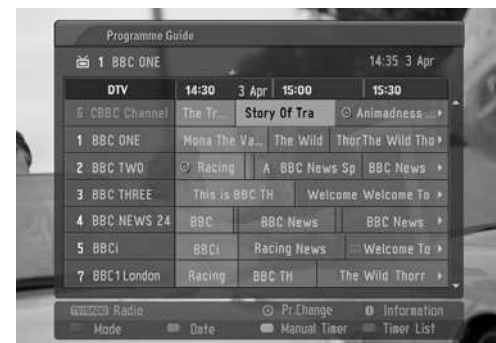 Programme Guide
1 BBC ONE 14:35 3 Apr
DTV 14:30 3 Apr 15:00 15:30
6 CBBC Channel The Tr... Story Of Tra Animadness ...
1 BBC ONE Mona The Va... The Wild ThorThe Wild Tho
2 BBC TWO Racing A BBC News Sp BBC News
3 BBC THREE This is BBC TH Welcome Welcome To
4 BBC NEWS 24 BBC BBC News BBC News
5 BBCi BBCi Racing News Welcome To
7 BBC1 London Racing BBC TH The Wild Thorr
TV/RADIO Radio Pr.Change Information
Mode Date Manual Timer Timer List